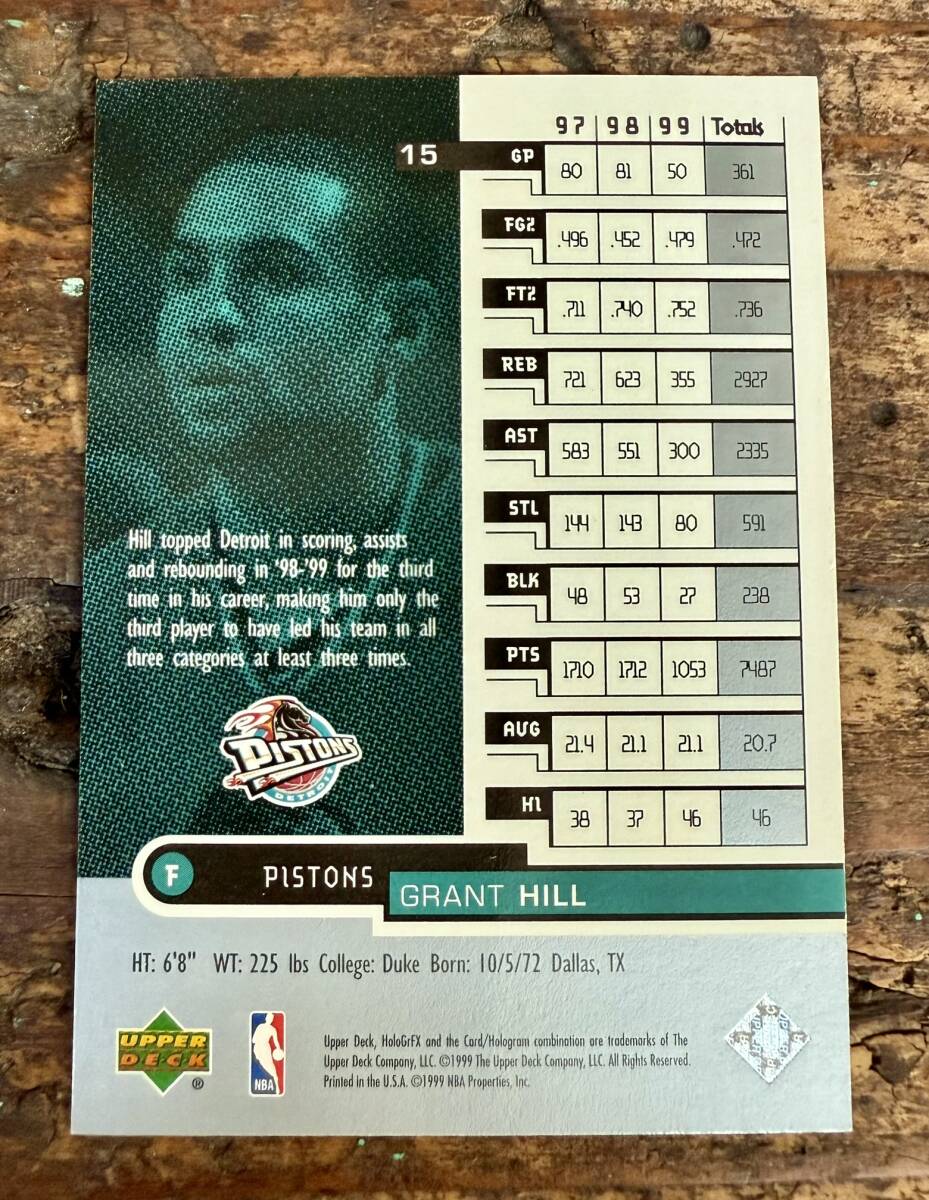 97 98 99 Totals
15 GP 80 81 50 361
FG% .496 .452 .479 .472
FT% .711 .740 .752 .736
REB 721 623 355 2927
AST 583 551 300 2335
STL 144 143 80 591
BLK 48 53 27 238
PTS 1710 1712 1053 7487
AVG 21.4 21.1 21.1 20.7
HI 38 37 46 46
Hill topped Detroit in scoring, assists
and rebounding in '98-'99 for the third
time in his career, making him only the
third player to have led his team in all
three categories at least three times.
PISTONS
DETROIT
F PISTONS GRANT HILL
HT: 6'8" WT: 225 lbs College: Duke Born: 10/5/72 Dallas, TX
UPPER
DECK
®
NBA
Upper Deck, HoloGrFX and the Card/Hologram combination are trademarks of The
Upper Deck Company, LLC. ©1999 The Upper Deck Company, LLC. All Rights Reserved.
Printed in the U.S.A. ©1999 NBA Properties, Inc.